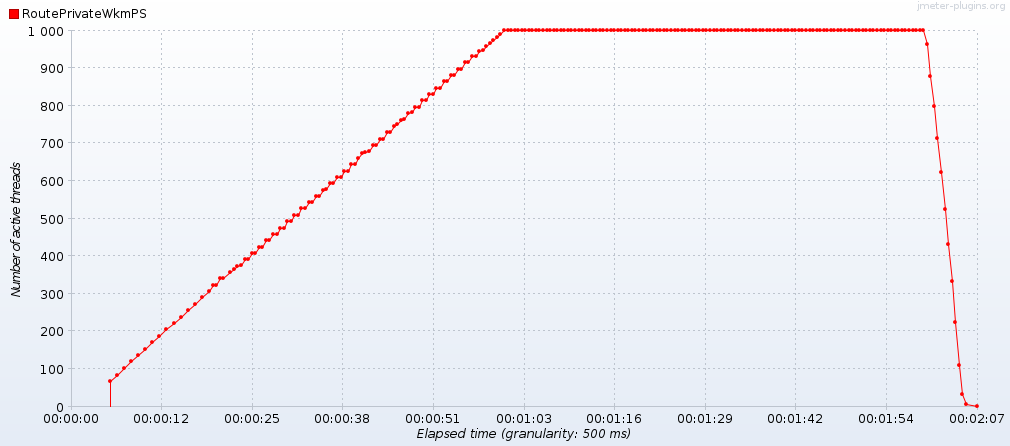 jmeter-plugins.org
RoutePrivateWkmPS
1 000
900
800
700
600
500
400
300
200
100
0
Number of active threads
00:00:00 00:00:12 00:00:25 00:00:38 00:00:51 00:01:03 00:01:16 00:01:29 00:01:42 00:01:54 00:02:07
Elapsed time (granularity: 500 ms)